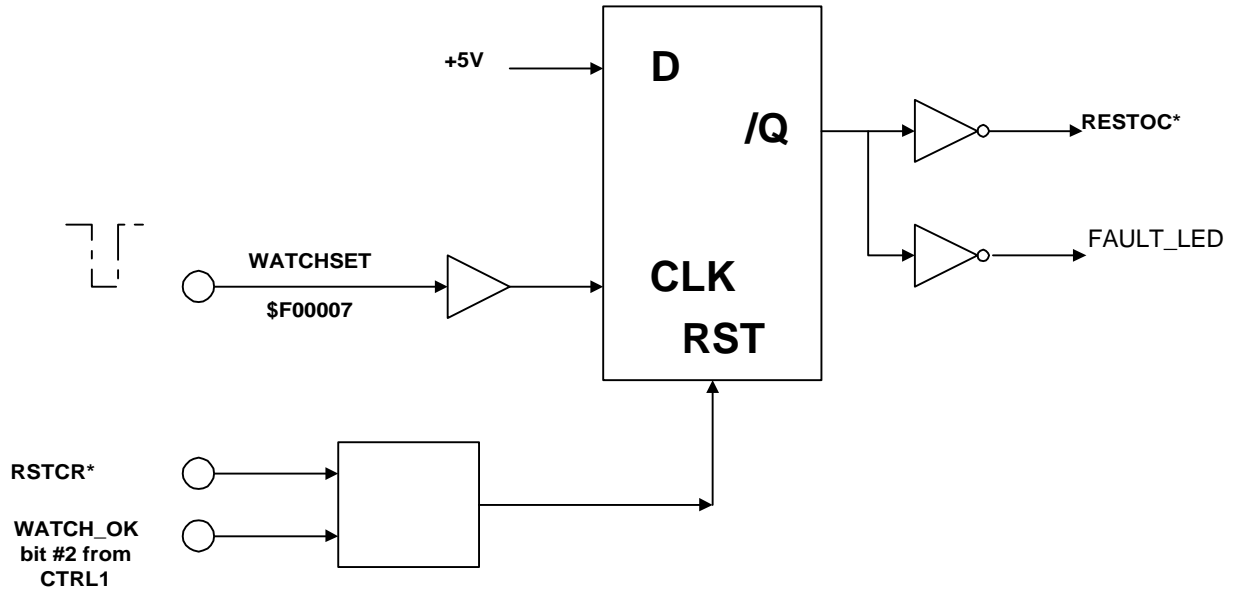 +5V
D
/Q
RESTOC*
FAULT_LED
WATCHSET
$F00007
CLK
RST
RSTCR*
WATCH_OK
bit #2 from
CTRL1